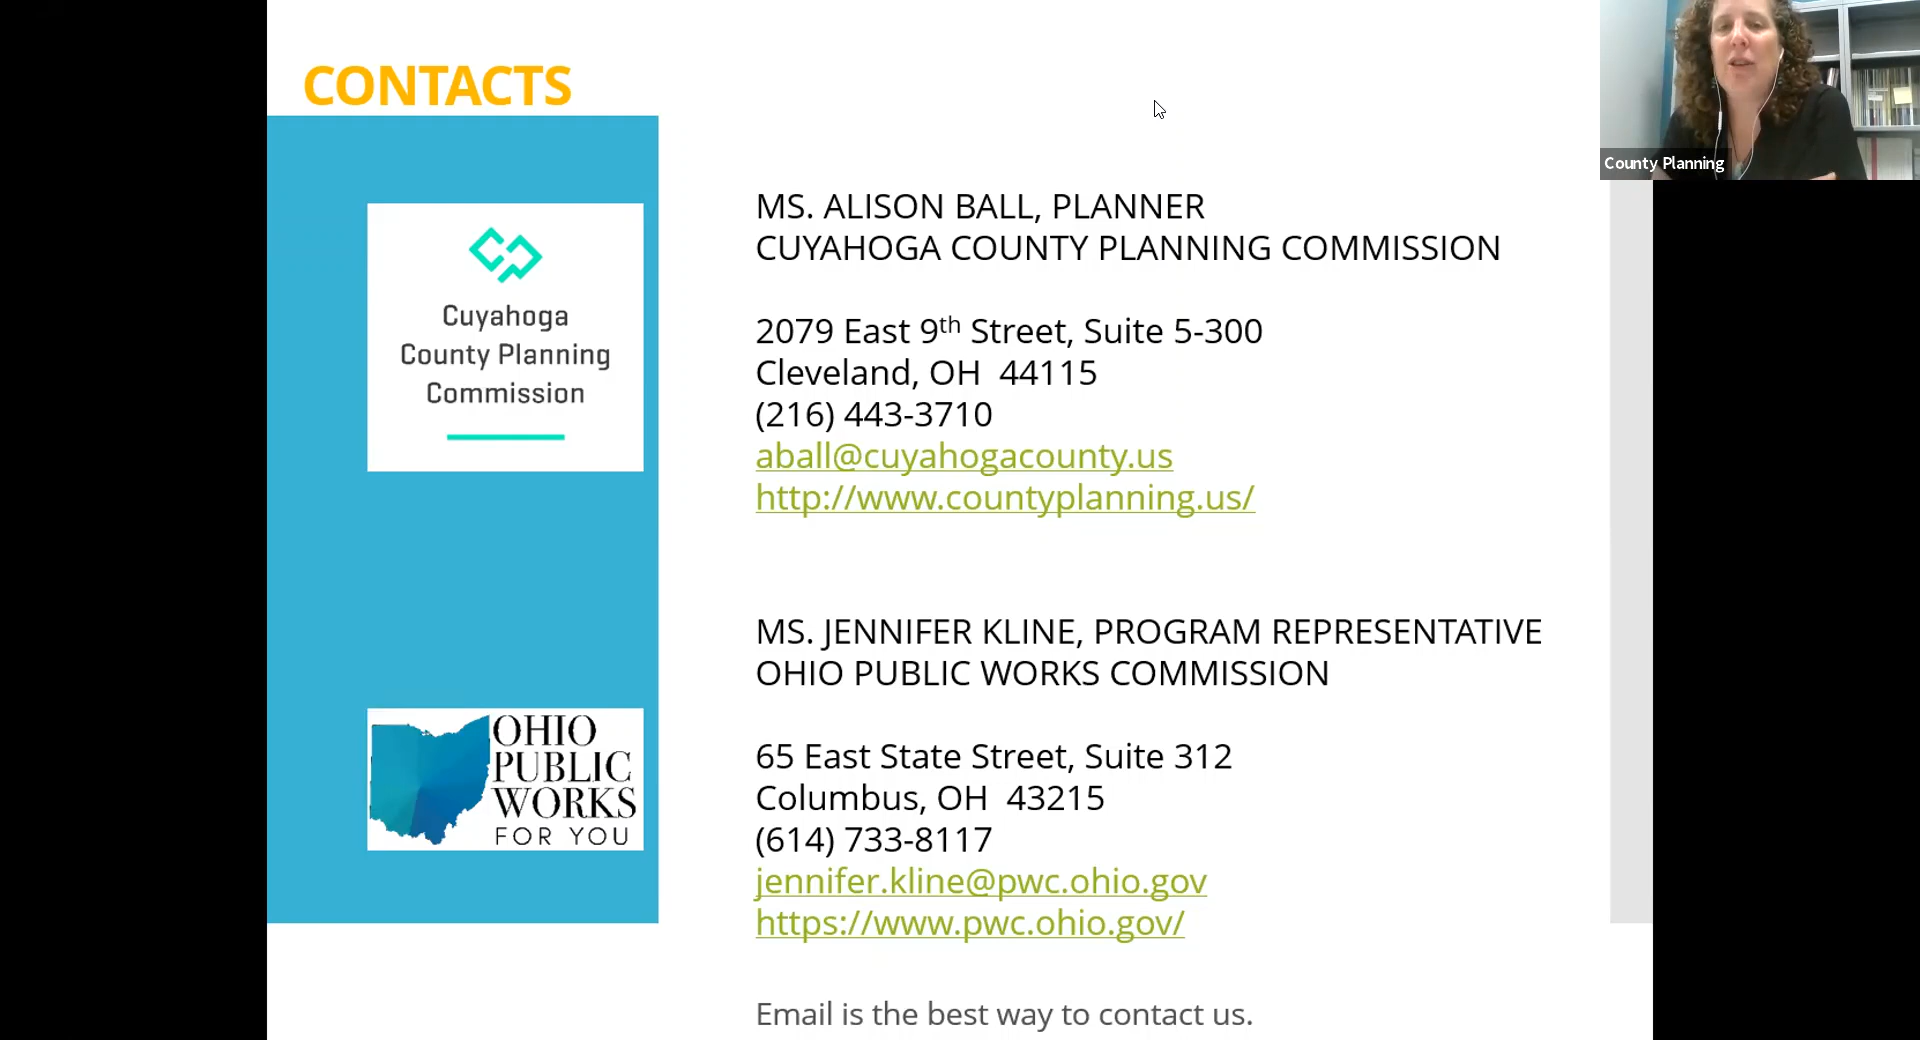 CONTACTS
County Planning
Cuyahoga
County Planning
Commission
MS. ALISON BALL, PLANNER
CUYAHOGA COUNTY PLANNING COMMISSION
2079 East 9th Street, Suite 5-300
Cleveland, OH  44115
(216) 443-3710
aball@cuyahogacounty.us
http://www.countyplanning.us/
OHIO
PUBLIC
WORKS
FOR YOU
MS. JENNIFER KLINE, PROGRAM REPRESENTATIVE
OHIO PUBLIC WORKS COMMISSION
65 East State Street, Suite 312
Columbus, OH  43215
(614) 733-8117
jennifer.kline@pwc.ohio.gov
https://www.pwc.ohio.gov/
Email is the best way to contact us.